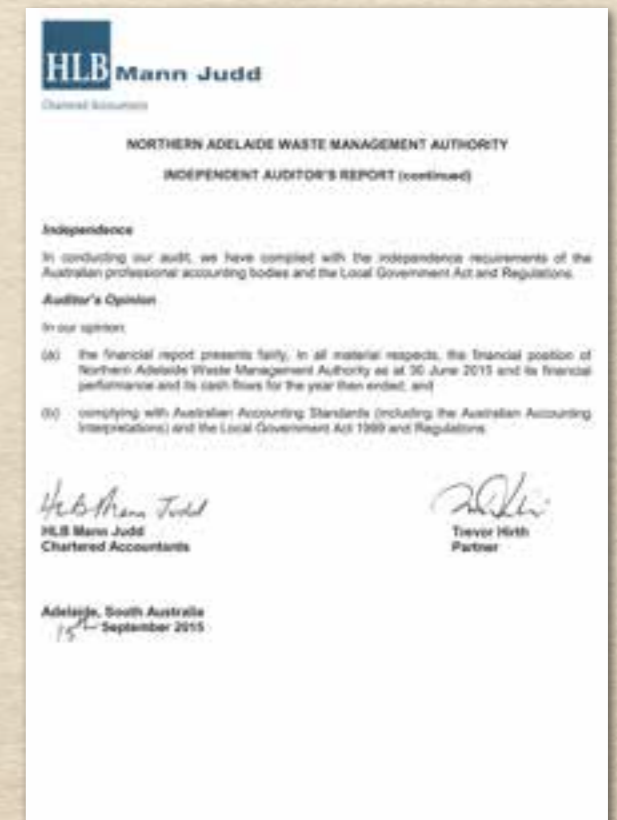 HLB Mann Judd
Chartered Accountants
NORTHERN ADELAIDE WASTE MANAGEMENT AUTHORITY
INDEPENDENT AUDITOR'S REPORT (continued)
Independence
In conducting our audit, we have complied with the independence requirements of the
Australian professional accounting bodies and the Local Government Act and Regulations.
Auditor's Opinion
In our opinion:
(a) the financial report presents fairly, in all material respects, the financial position of
Northern Adelaide Waste Management Authority as at 30 June 2015 and its financial
performance and its cash flows for the year then ended; and
(b) complying with Australian Accounting Standards (including the Australian Accounting
Interpretations) and the Local Government Act 1999 and Regulations.
HLB Mann Judd
HLB Mann Judd
Chartered Accountants
Trevor Hirth
Partner
Adelaide, South Australia
15th September 2015